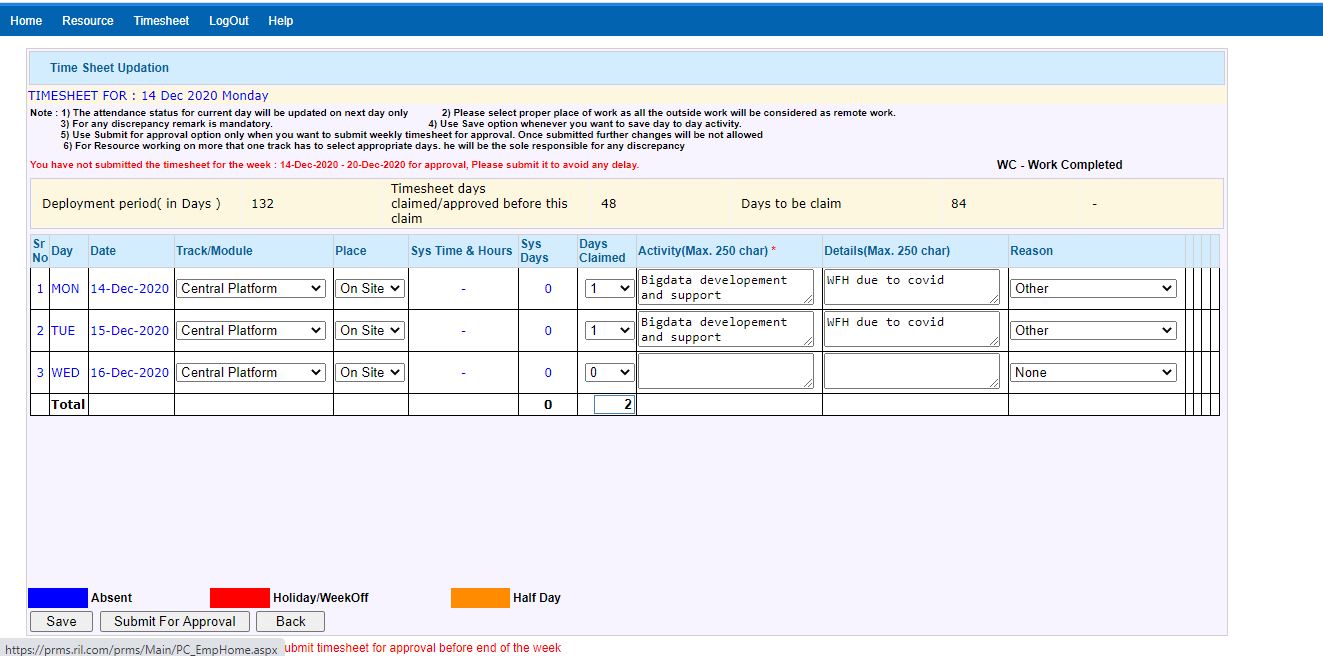 Home Resource Timesheet LogOut Help
Time Sheet Updation
TIMESHEET FOR : 14 Dec 2020 Monday
Note : 1) The attendance status for current day will be updated on next day only 2) Please select proper place of work as all the outside work will be considered as remote work.
3) For any discrepancy remark is mandatory. 4) Use Save option whenever you want to save day to day activity.
5) Use Submit for approval option only when you want to submit weekly timesheet for approval. Once submitted further changes will be not allowed
6) For Resource working on more that one track has to select appropriate days. he will be the sole responsible for any discrepancy
You have not submitted the timesheet for the week : 14-Dec-2020 - 20-Dec-2020 for approval, Please submit it to avoid any delay. WC - Work Completed
Timesheet days
Deployment period( in Days ) 132 claimed/approved before this 48 Days to be claim 84 -
claim
Sr Sys Days
Day Date Track/Module Place Sys Time & Hours Activity(Max. 250 char) * Details(Max. 250 char) Reason
No Days Claimed
1 MON 14-Dec-2020 Central Platform On Site - 0 1 Bigdata developement WFH due to covid Other
and support
2 TUE 15-Dec-2020 Central Platform On Site - 0 1 Bigdata developement WFH due to covid Other
and support
3 WED 16-Dec-2020 Central Platform On Site - 0 0 None
Total 0 2
Absent Holiday/WeekOff Half Day
Save Submit For Approval Back
https://prms.ril.com/prms/Main/PC_EmpHome.aspx ubmit timesheet for approval before end of the week